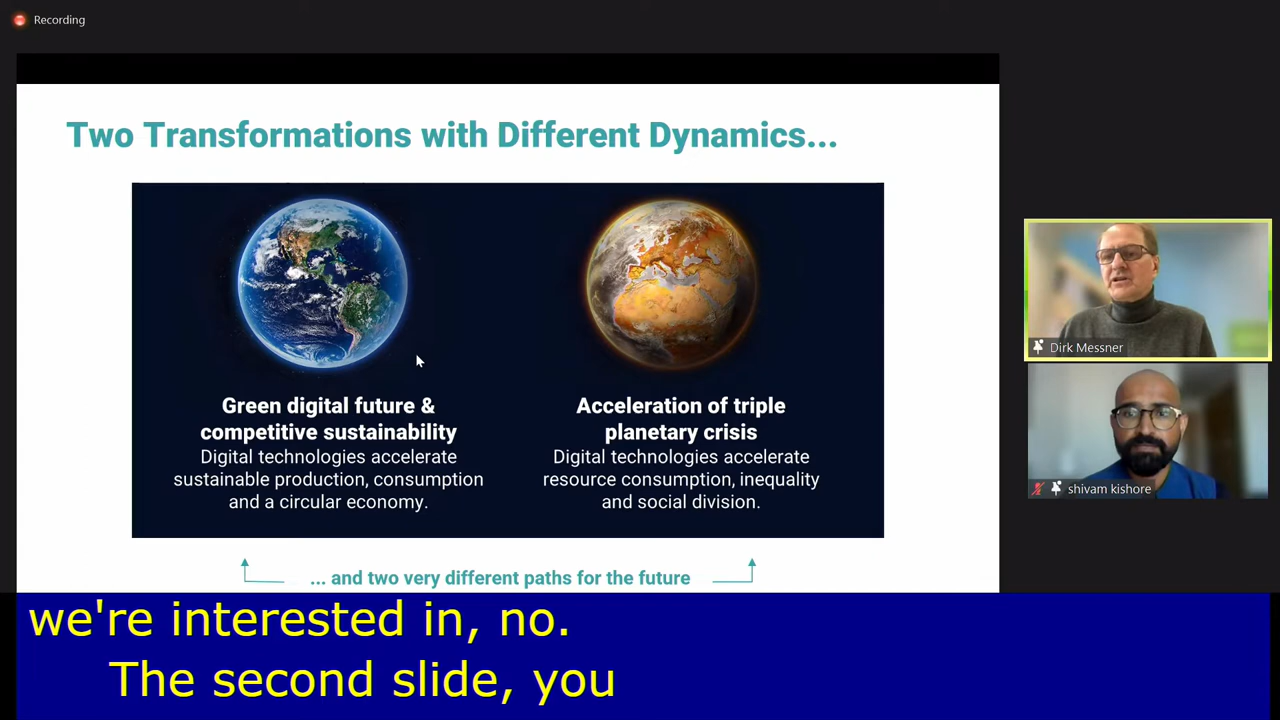 Recording
Two Transformations with Different Dynamics...
Green digital future &
competitive sustainability
Digital technologies accelerate
sustainable production, consumption
and a circular economy.
Acceleration of triple
planetary crisis
Digital technologies accelerate
resource consumption, inequality
and social division.
... and two very different paths for the future
Dirk Messner
shivam kishore
we're interested in, no.
The second slide, you